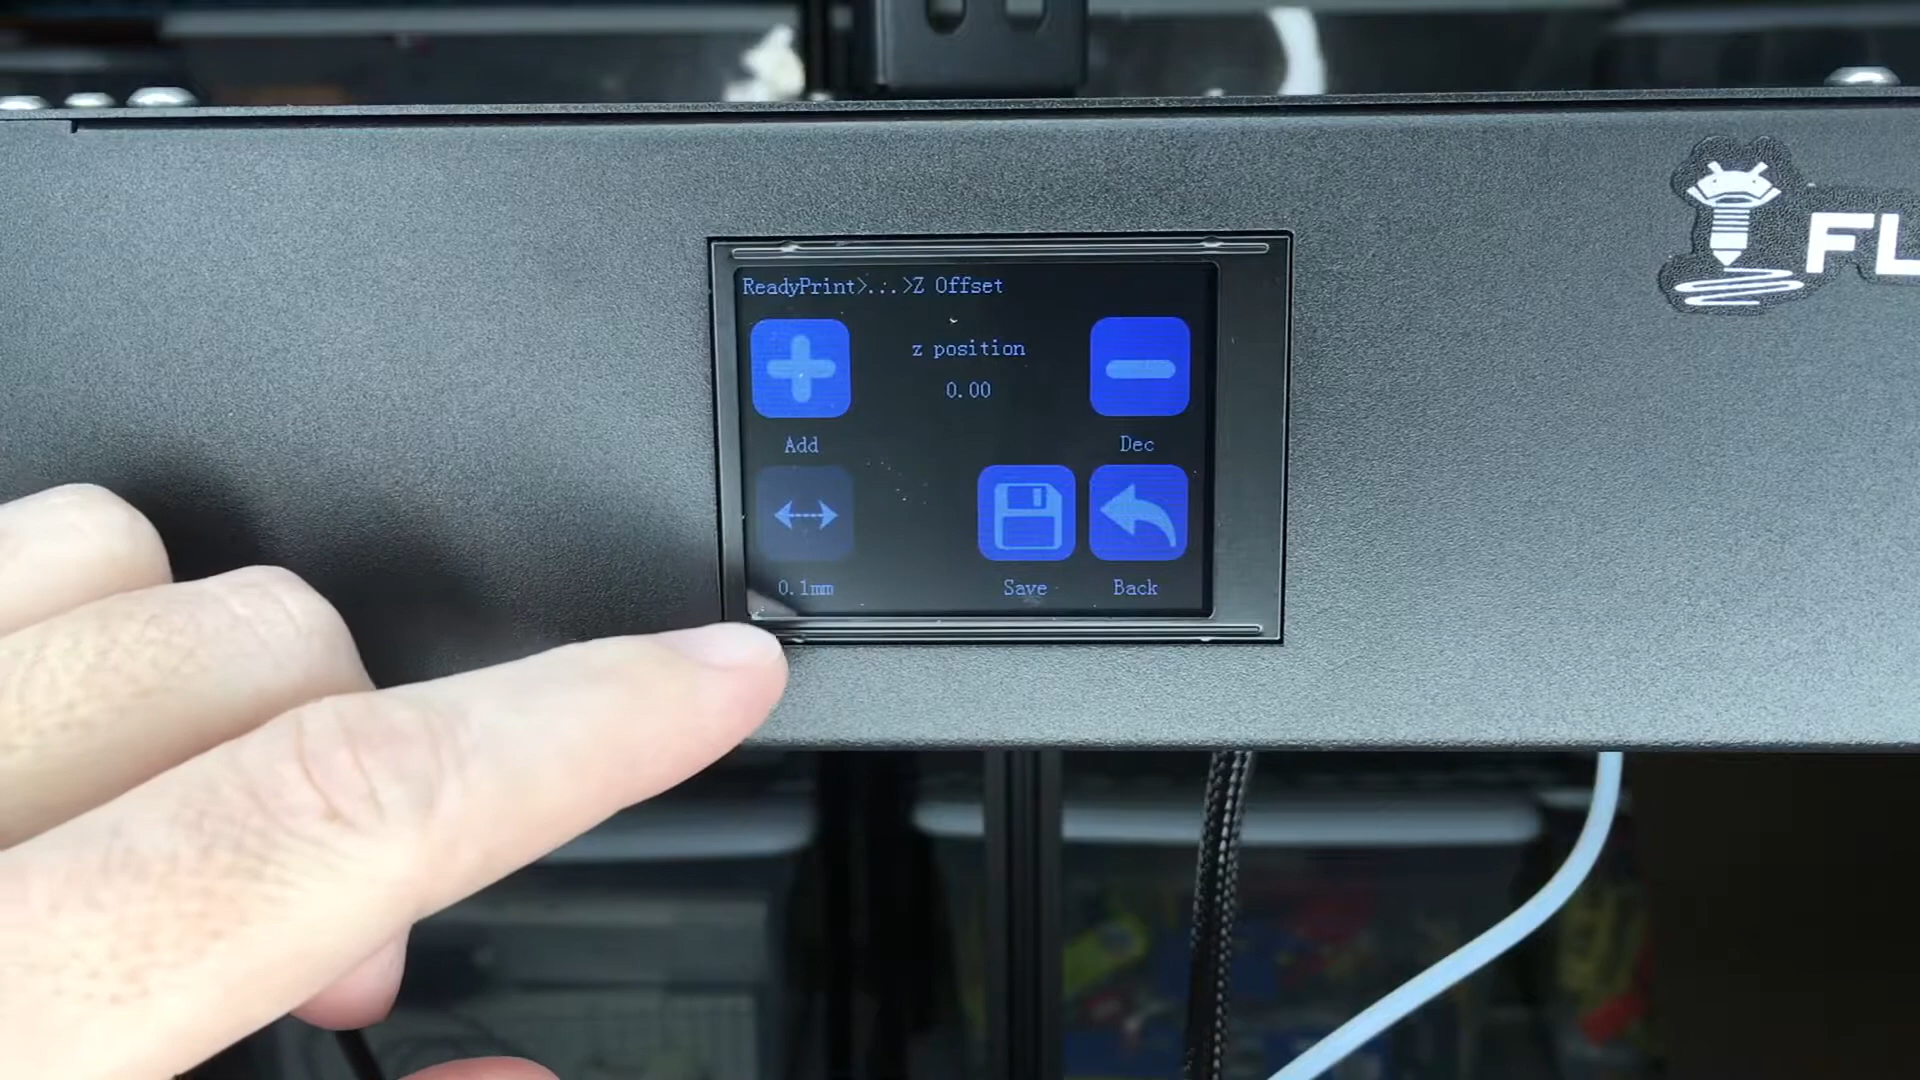 ReadyPrint>...>Z Offset
z position
0.00
Add
Dec
0.1mm
Save
Back
FL